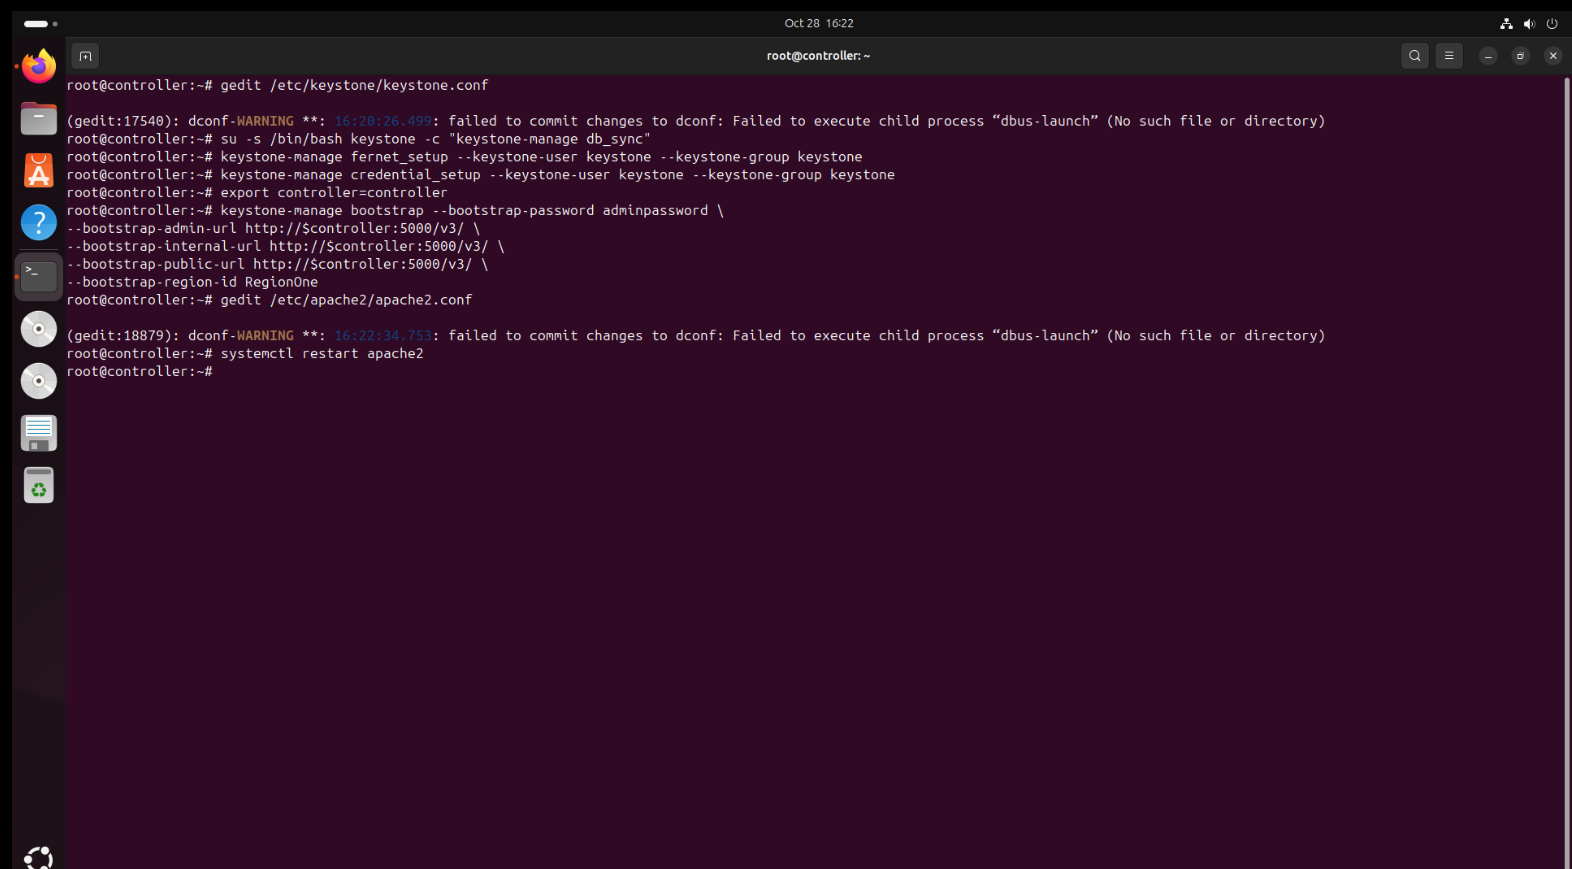 Oct 28 16:22
root@controller: ~
root@controller:~# gedit /etc/keystone/keystone.conf
(gedit:17540): dconf-WARNING **: 16:20:26.499: failed to commit changes to dconf: Failed to execute child process “dbus-launch” (No such file or directory)
root@controller:~# su -s /bin/bash keystone -c "keystone-manage db_sync"
root@controller:~# keystone-manage fernet_setup --keystone-user keystone --keystone-group keystone
root@controller:~# keystone-manage credential_setup --keystone-user keystone --keystone-group keystone
root@controller:~# export controller=controller
root@controller:~# keystone-manage bootstrap --bootstrap-password adminpassword \
--bootstrap-admin-url http://$controller:5000/v3/ \
--bootstrap-internal-url http://$controller:5000/v3/ \
--bootstrap-public-url http://$controller:5000/v3/ \
--bootstrap-region-id RegionOne
root@controller:~# gedit /etc/apache2/apache2.conf
(gedit:18879): dconf-WARNING **: 16:22:34.753: failed to commit changes to dconf: Failed to execute child process “dbus-launch” (No such file or directory)
root@controller:~# systemctl restart apache2
root@controller:~#